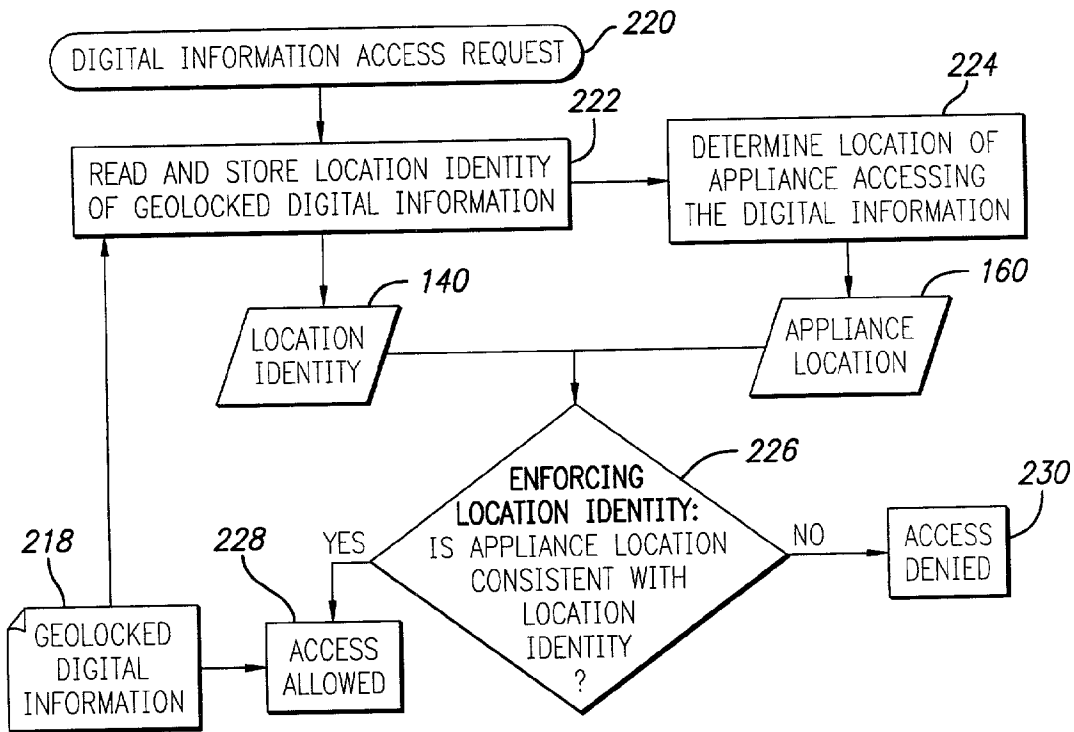 DIGITAL INFORMATION ACCESS REQUEST
220
222
READ AND STORE LOCATION IDENTITY
OF GEOLOCKED DIGITAL INFORMATION
224
DETERMINE LOCATION OF
APPLIANCE ACCESSING
THE DIGITAL INFORMATION
140
LOCATION
IDENTITY
160
APPLIANCE
LOCATION
226
ENFORCING
LOCATION IDENTITY:
IS APPLIANCE LOCATION
CONSISTENT WITH
LOCATION
IDENTITY
?
YES
NO
230
ACCESS
DENIED
218
GEOLOCKED
DIGITAL
INFORMATION
228
ACCESS
ALLOWED